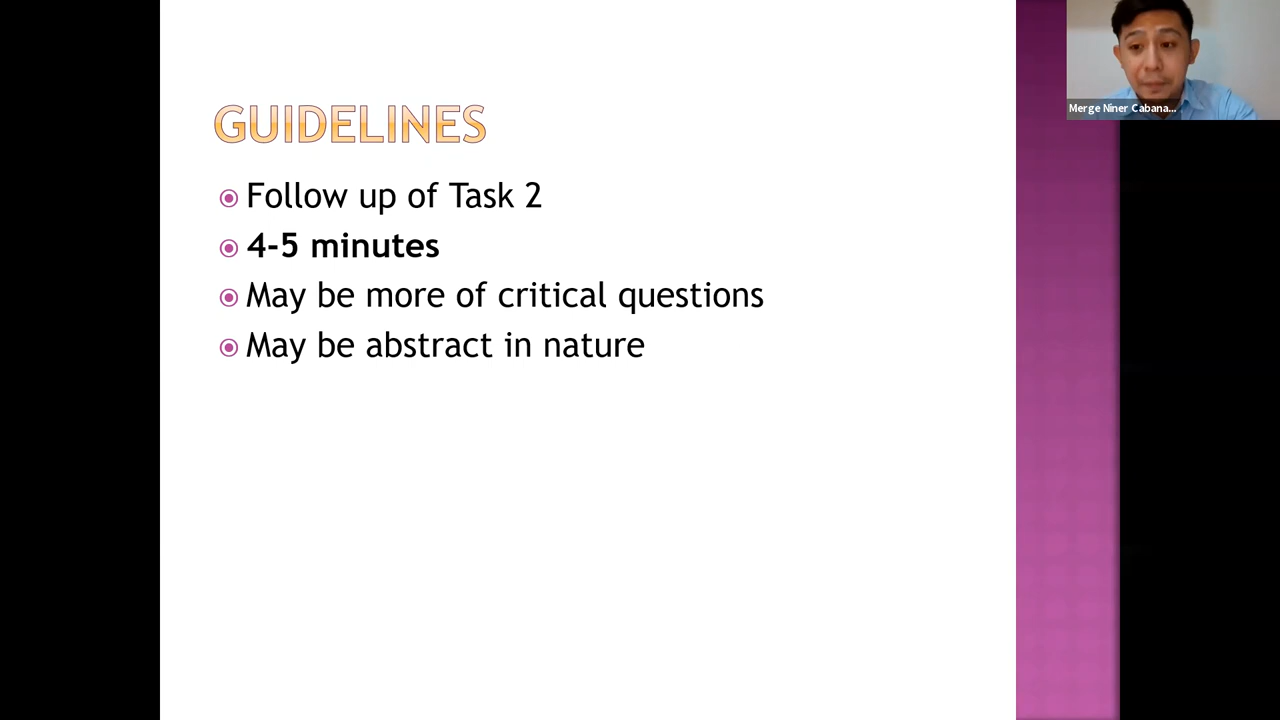 GUIDELINES
Follow up of Task 2
4-5 minutes
May be more of critical questions
May be abstract in nature
Merge Niner Cabana...